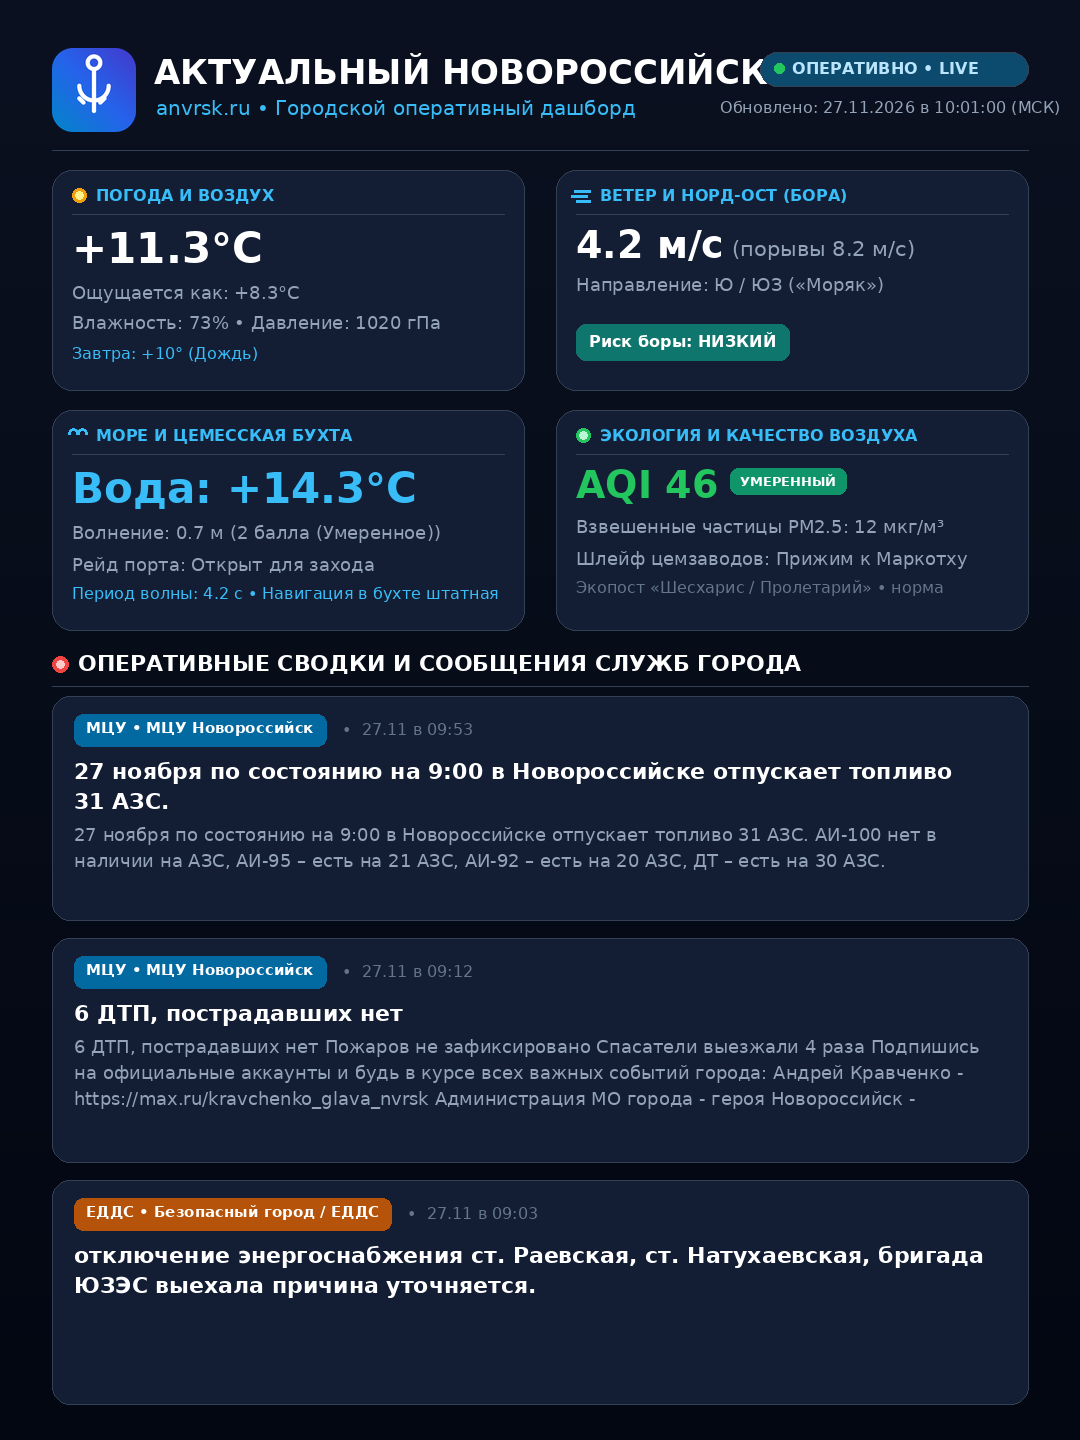 АКТУАЛЬНЫЙ НОВОРОССИЙСК
ОПЕРАТИВНО • LIVE
anvrsk.ru • Городской оперативный дашборд
Обновлено: 27.11.2026 в 10:01:00 (МСК)
ПОГОДА И ВОЗДУХ
+11.3°C
Ощущается как: +8.3°C
Влажность: 73% • Давление: 1020 гПа
Завтра: +10° (Дождь)
ВЕТЕР И НОРД-ОСТ (БОРА)
4.2 м/с (порывы 8.2 м/с)
Направление: Ю / ЮЗ («Моряк»)
Риск боры: НИЗКИЙ
МОРЕ И ЦЕМЕССКАЯ БУХТА
Вода: +14.3°C
Волнение: 0.7 м (2 балла (Умеренное))
Рейд порта: Открыт для захода
Период волны: 4.2 с • Навигация в бухте штатная
ЭКОЛОГИЯ И КАЧЕСТВО ВОЗДУХА
AQI 46 УМЕРЕННЫЙ
Взвешенные частицы PM2.5: 12 мкг/м³
Шлейф цемзаводов: Прижим к Маркотху
Экопост «Шесхарис / Пролетарий» • норма
ОПЕРАТИВНЫЕ СВОДКИ И СООБЩЕНИЯ СЛУЖБ ГОРОДА
МЦУ • МЦУ Новороссийск • 27.11 в 09:53
27 ноября по состоянию на 9:00 в Новороссийске отпускает топливо
31 АЗС.
27 ноября по состоянию на 9:00 в Новороссийске отпускает топливо 31 АЗС. АИ-100 нет в
наличии на АЗС, АИ-95 – есть на 21 АЗС, АИ-92 – есть на 20 АЗС, ДТ – есть на 30 АЗС.
МЦУ • МЦУ Новороссийск • 27.11 в 09:12
6 ДТП, пострадавших нет
6 ДТП, пострадавших нет Пожаров не зафиксировано Спасатели выезжали 4 раза Подпишись
на официальные аккаунты и будь в курсе всех важных событий города: Андрей Кравченко -
https://max.ru/kravchenko_glava_nvrsk Администрация МО города - героя Новороссийск -
ЕДДС • Безопасный город / ЕДДС • 27.11 в 09:03
отключение энергоснабжения ст. Раевская, ст. Натухаевская, бригада
ЮЗЭС выехала причина уточняется.